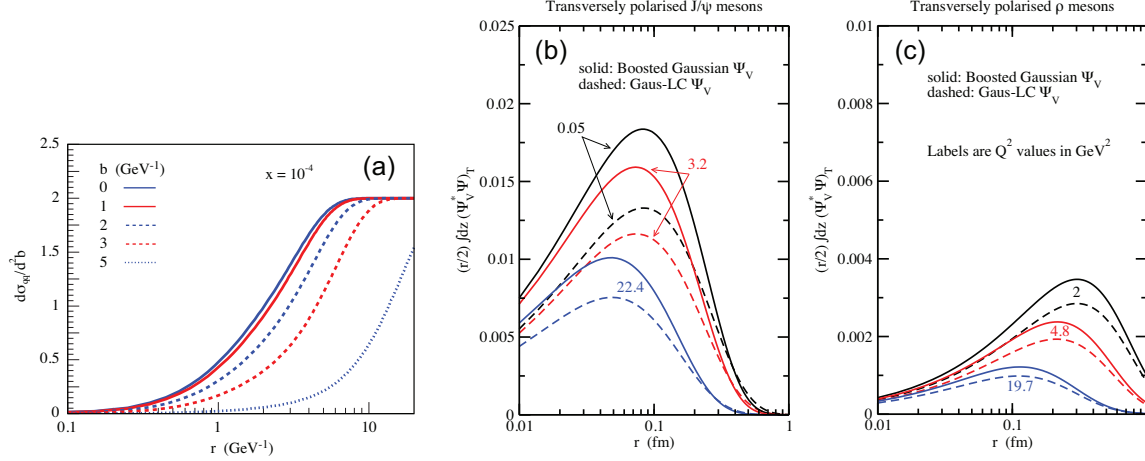 (a)
b (GeV⁻¹)
0
1
2
3
5
x = 10⁻⁴
2.5
2
1.5
1
0.5
0
0.1
1
10
dσqq/d²b
r (GeV⁻¹)
Transversely polarised J/ψ mesons
(b)
solid: Boosted Gaussian Ψ_V
dashed: Gaus-LC Ψ_V
0.05
3.2
22.4
0.025
0.02
0.015
0.01
0.005
0
0.01
0.1
1
(r/2) ∫dz (Ψ*_V Ψ)_T
r (fm)
Transversely polarised ρ mesons
(c)
solid: Boosted Gaussian Ψ_V
dashed: Gaus-LC Ψ_V
Labels are Q² values in GeV²
2
4.8
19.7
0.01
0.008
0.006
0.004
0.002
0
0.01
0.1
(r/2) ∫dz (Ψ*_V Ψ)_T
r (fm)